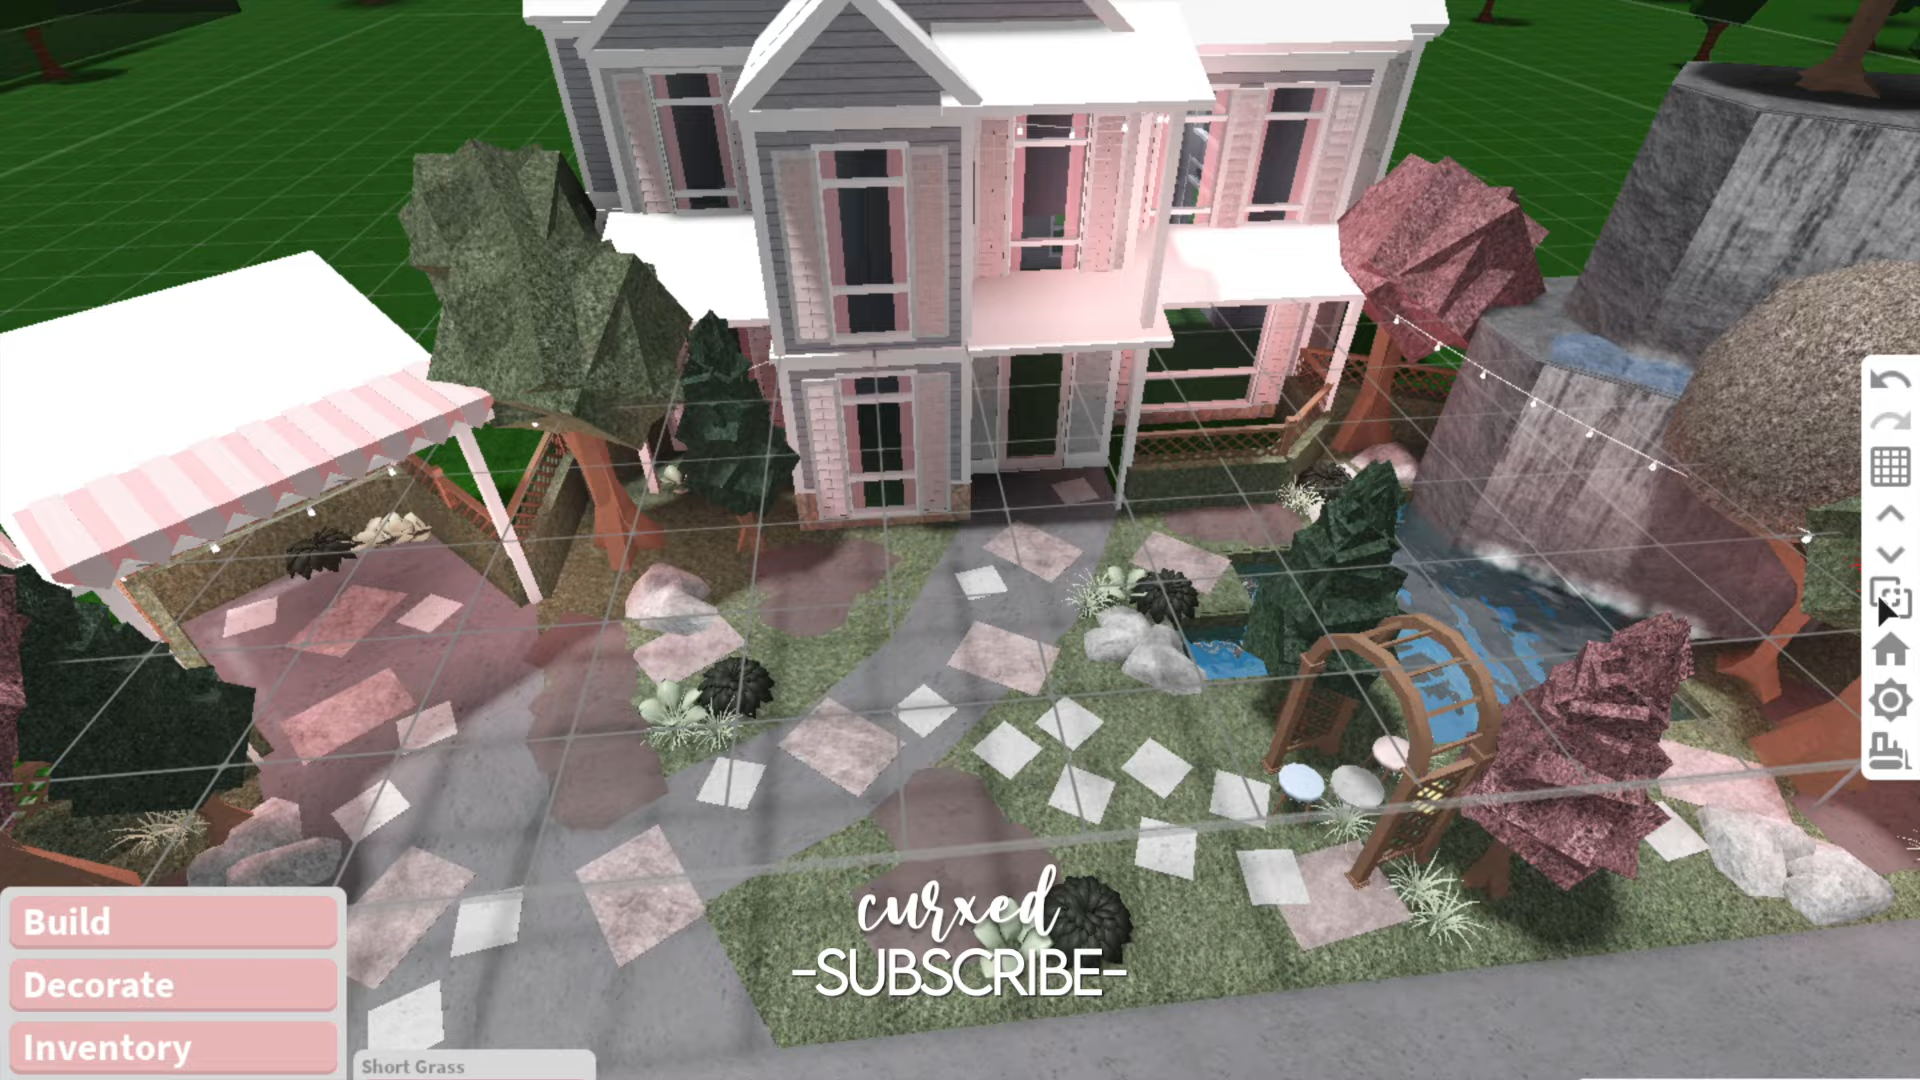 Build
Decorate
Inventory
Short Grass
curxed
-SUBSCRIBE-